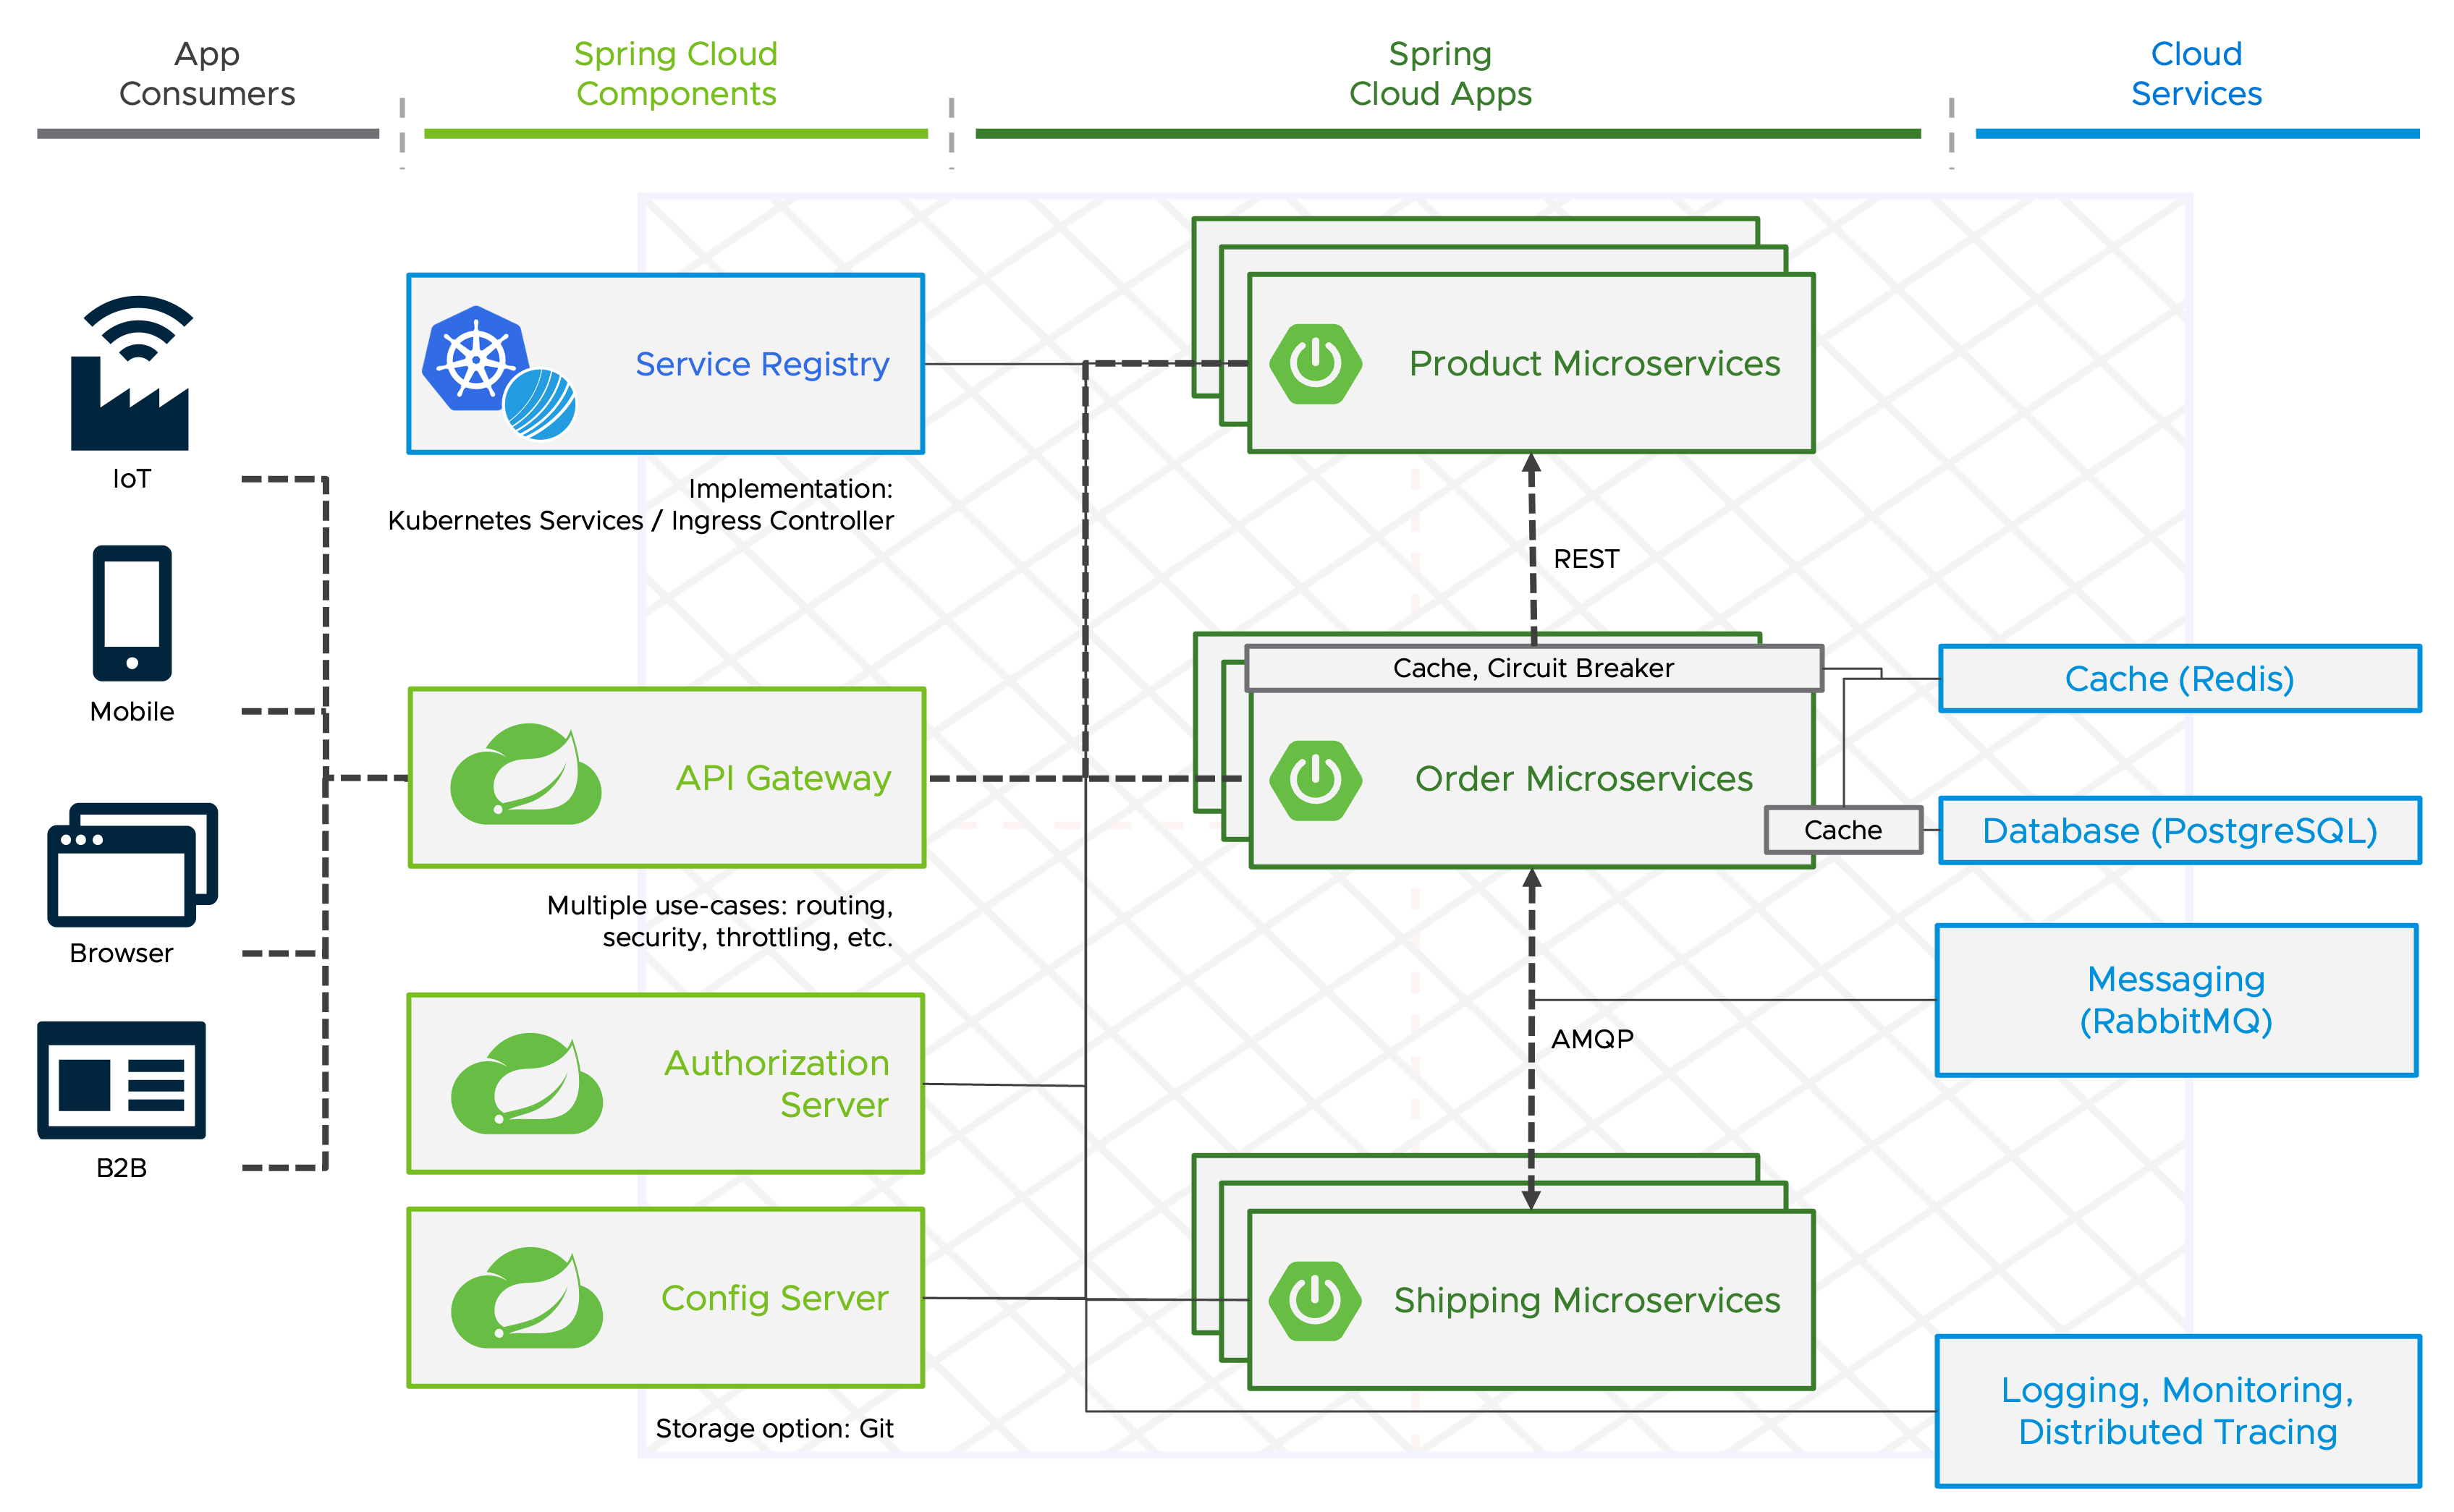 App
Consumers
Spring Cloud
Components
Spring
Cloud Apps
Cloud
Services
IoT
Mobile
Browser
B2B
Service Registry
Implementation:
Kubernetes Services / Ingress Controller
API Gateway
Multiple use-cases: routing,
security, throttling, etc.
Authorization
Server
Config Server
Storage option: Git
Product Microservices
REST
Cache, Circuit Breaker
Order Microservices
Cache
AMQP
Shipping Microservices
Cache (Redis)
Database (PostgreSQL)
Messaging
(RabbitMQ)
Logging, Monitoring,
Distributed Tracing